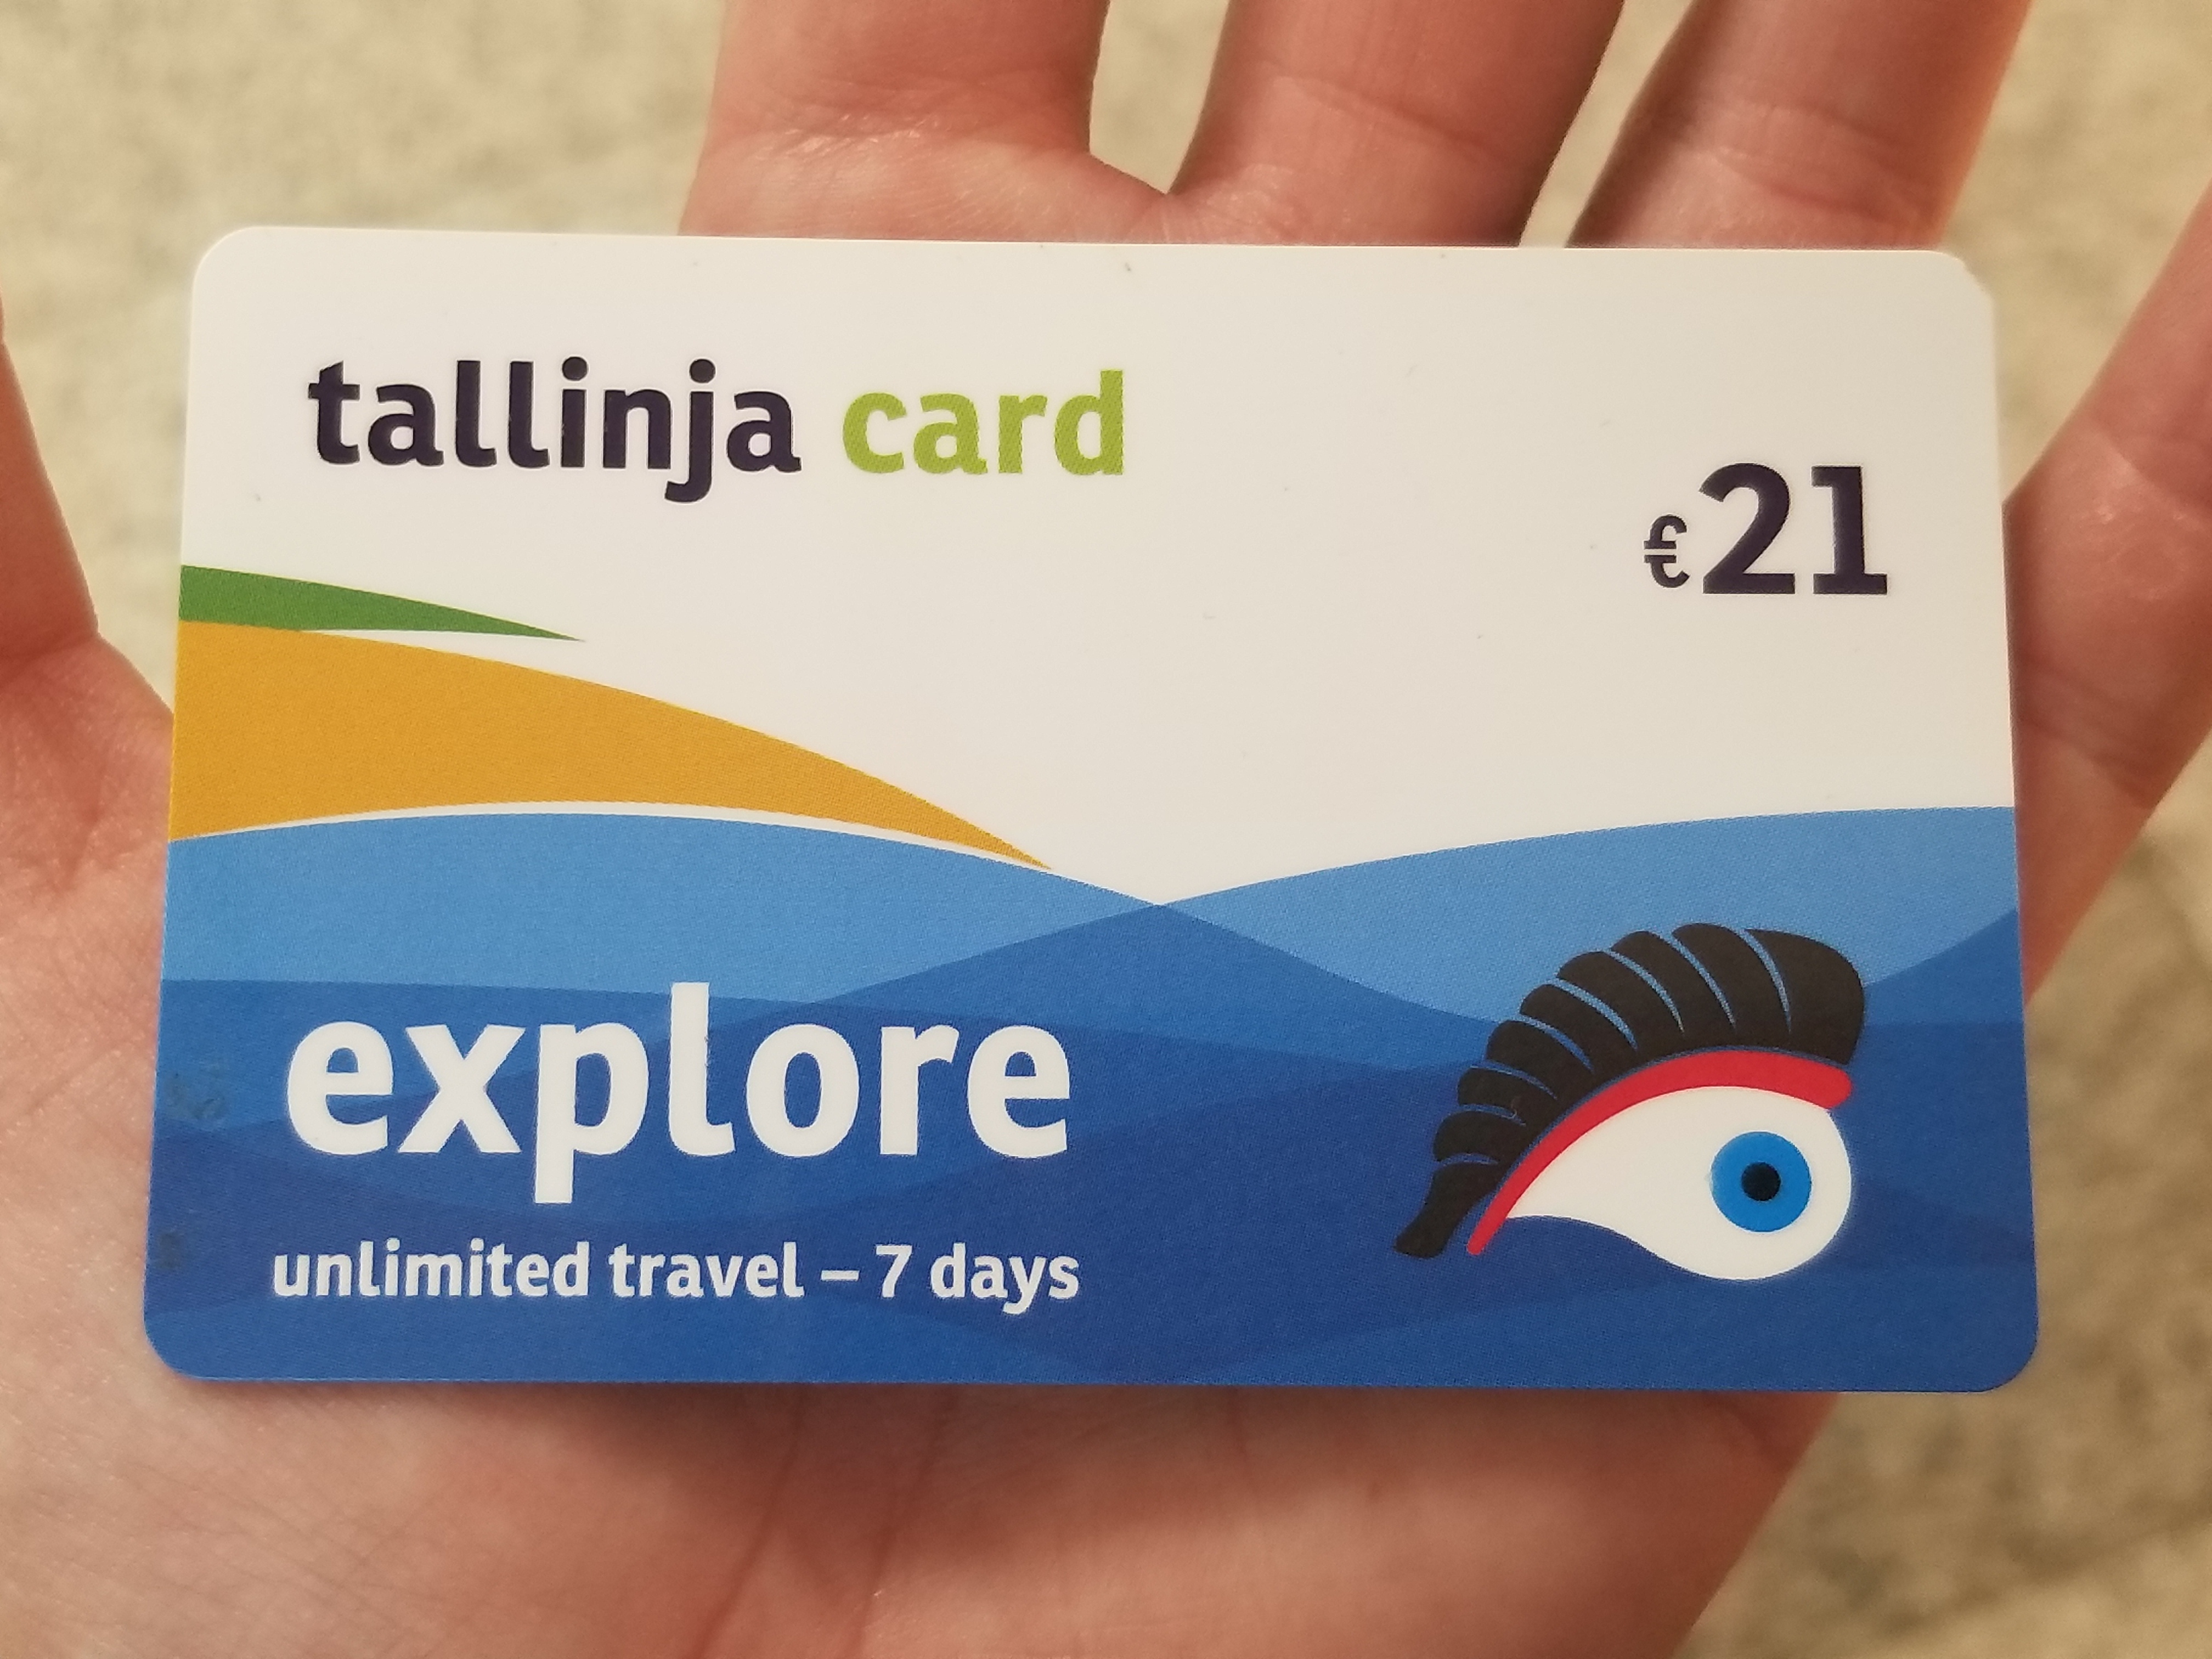 tallinja card
€21
explore
unlimited travel – 7 days